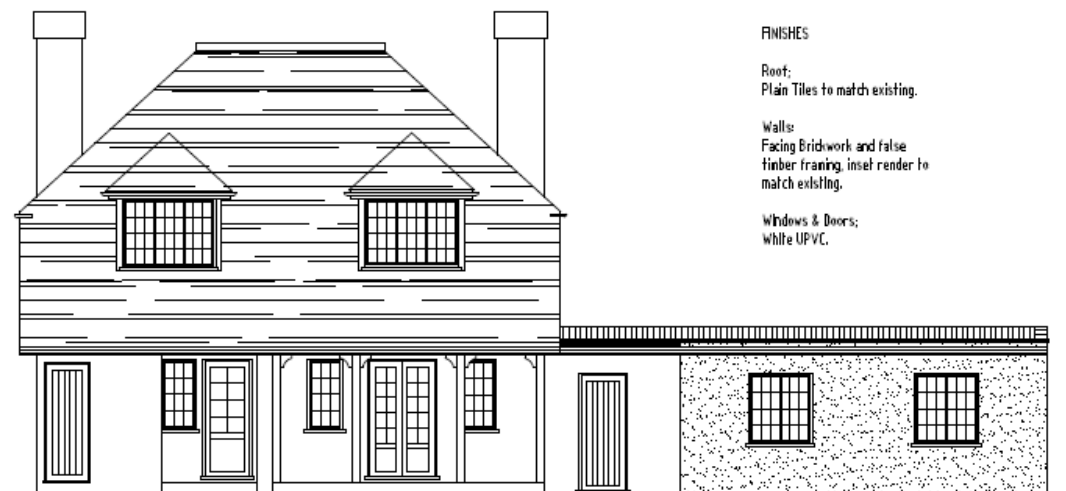 FINISHES
Roof;
Plain Tiles to match existing.
Walls:
Facing Brickwork and false
timber framing, inset render to
match existing.
Windows & Doors;
White UPVC.